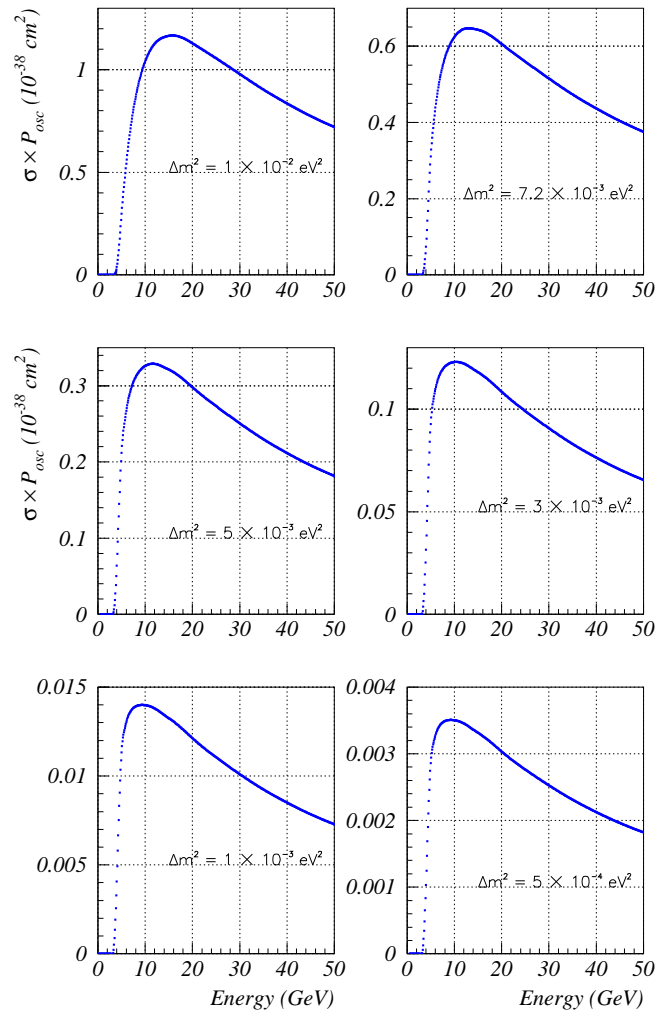 σ × P_osc (10^-38 cm^2)
1
0.5
0
Δm² = 1 × 10^-2 eV²
0 10 20 30 40 50
0.6
0.4
0.2
0
Δm² = 7.2 × 10^-3 eV²
0 10 20 30 40 50
σ × P_osc (10^-38 cm^2)
0.3
0.2
0.1
0
Δm² = 5 × 10^-3 eV²
0 10 20 30 40 50
0.1
0.05
0
Δm² = 3 × 10^-3 eV²
0 10 20 30 40 50
0.015
0.01
0.005
0
Δm² = 1 × 10^-3 eV²
0 10 20 30 40 50
Energy (GeV)
0.004
0.003
0.002
0.001
0
Δm² = 5 × 10^-4 eV²
0 10 20 30 40 50
Energy (GeV)